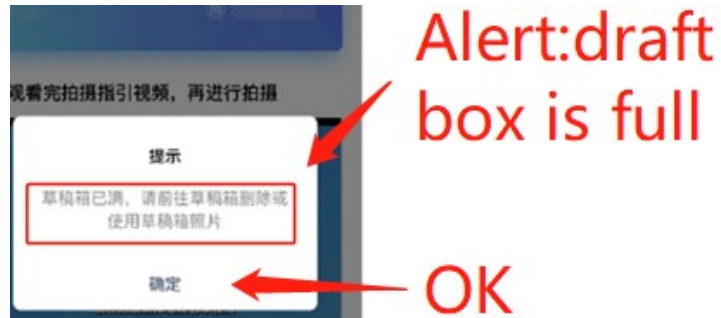 观看完拍摄指引视频，再进行拍摄
提示
草稿箱已满，请前往草稿箱删除或
使用草稿箱照片
确定
Alert:draft
box is full
OK